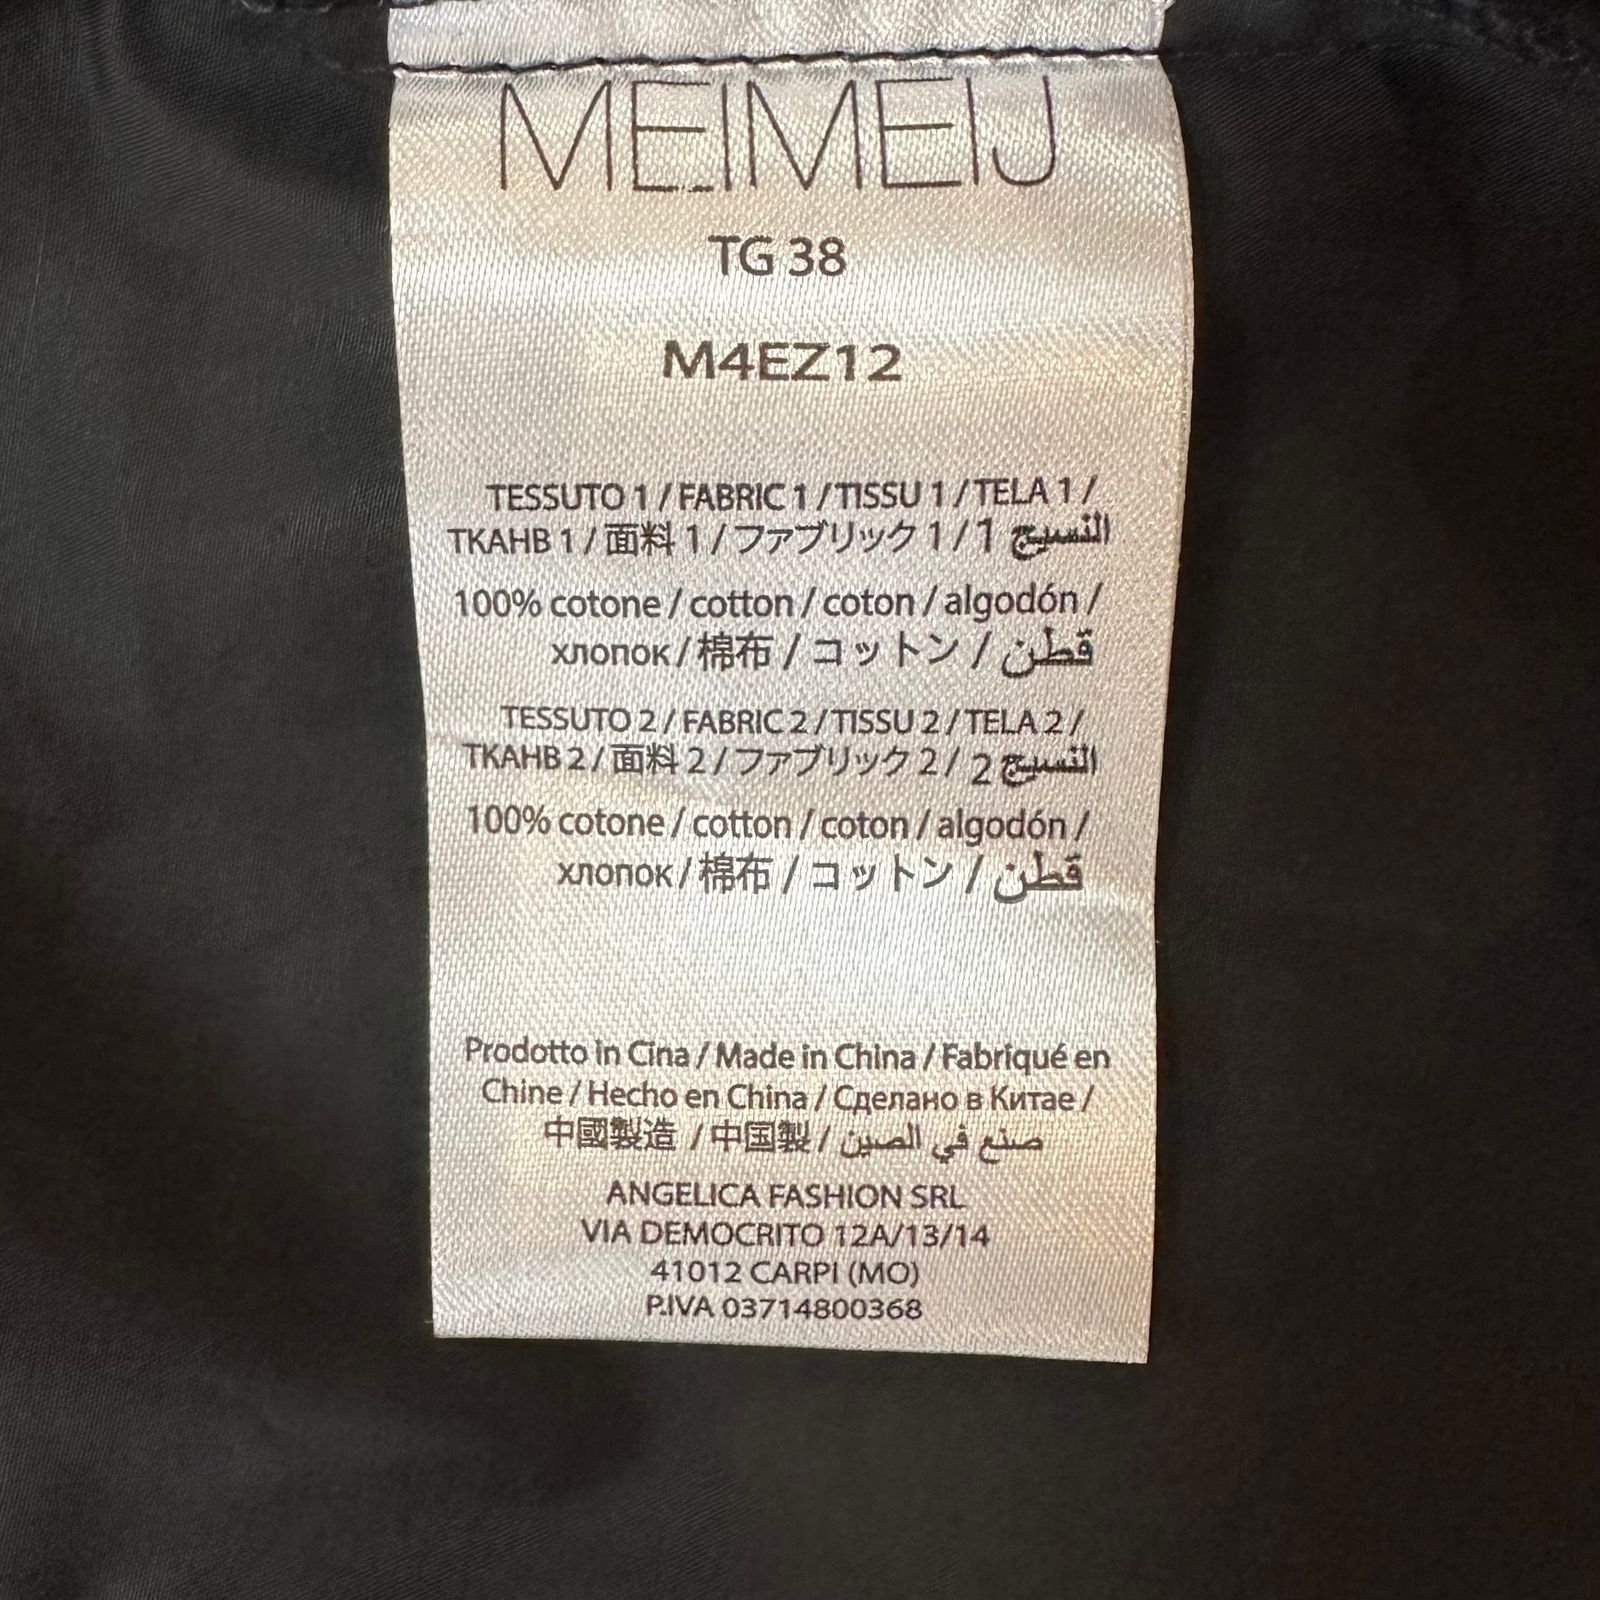 MEIMEIJ
TG 38
M4EZ12
TESSUTO 1 / FABRIC 1 / TISSU 1 / TELA 1 /
ТКАНВ 1 / 面料 1 / ファブリック 1 / 1 النسيج
100% cotone / cotton / coton / algodón /
хлопок / 棉布 / コットン / قطن
TESSUTO 2 / FABRIC 2 / TISSU 2 / TELA 2 /
ТКАНВ 2 / 面料 2 / ファブリック 2 / 2 النسيج
100% cotone / cotton / coton / algodón /
хлопок / 棉布 / コットン / قطن
Prodotto in Cina / Made in China / Fabriqué en
Chine / Hecho en China / Сделано в Китае /
中國製造 / 中国製 / صنع في الصين
ANGELICA FASHION SRL
VIA DEMOCRITO 12A/13/14
41012 CARPI (MO)
P.IVA 03714800368